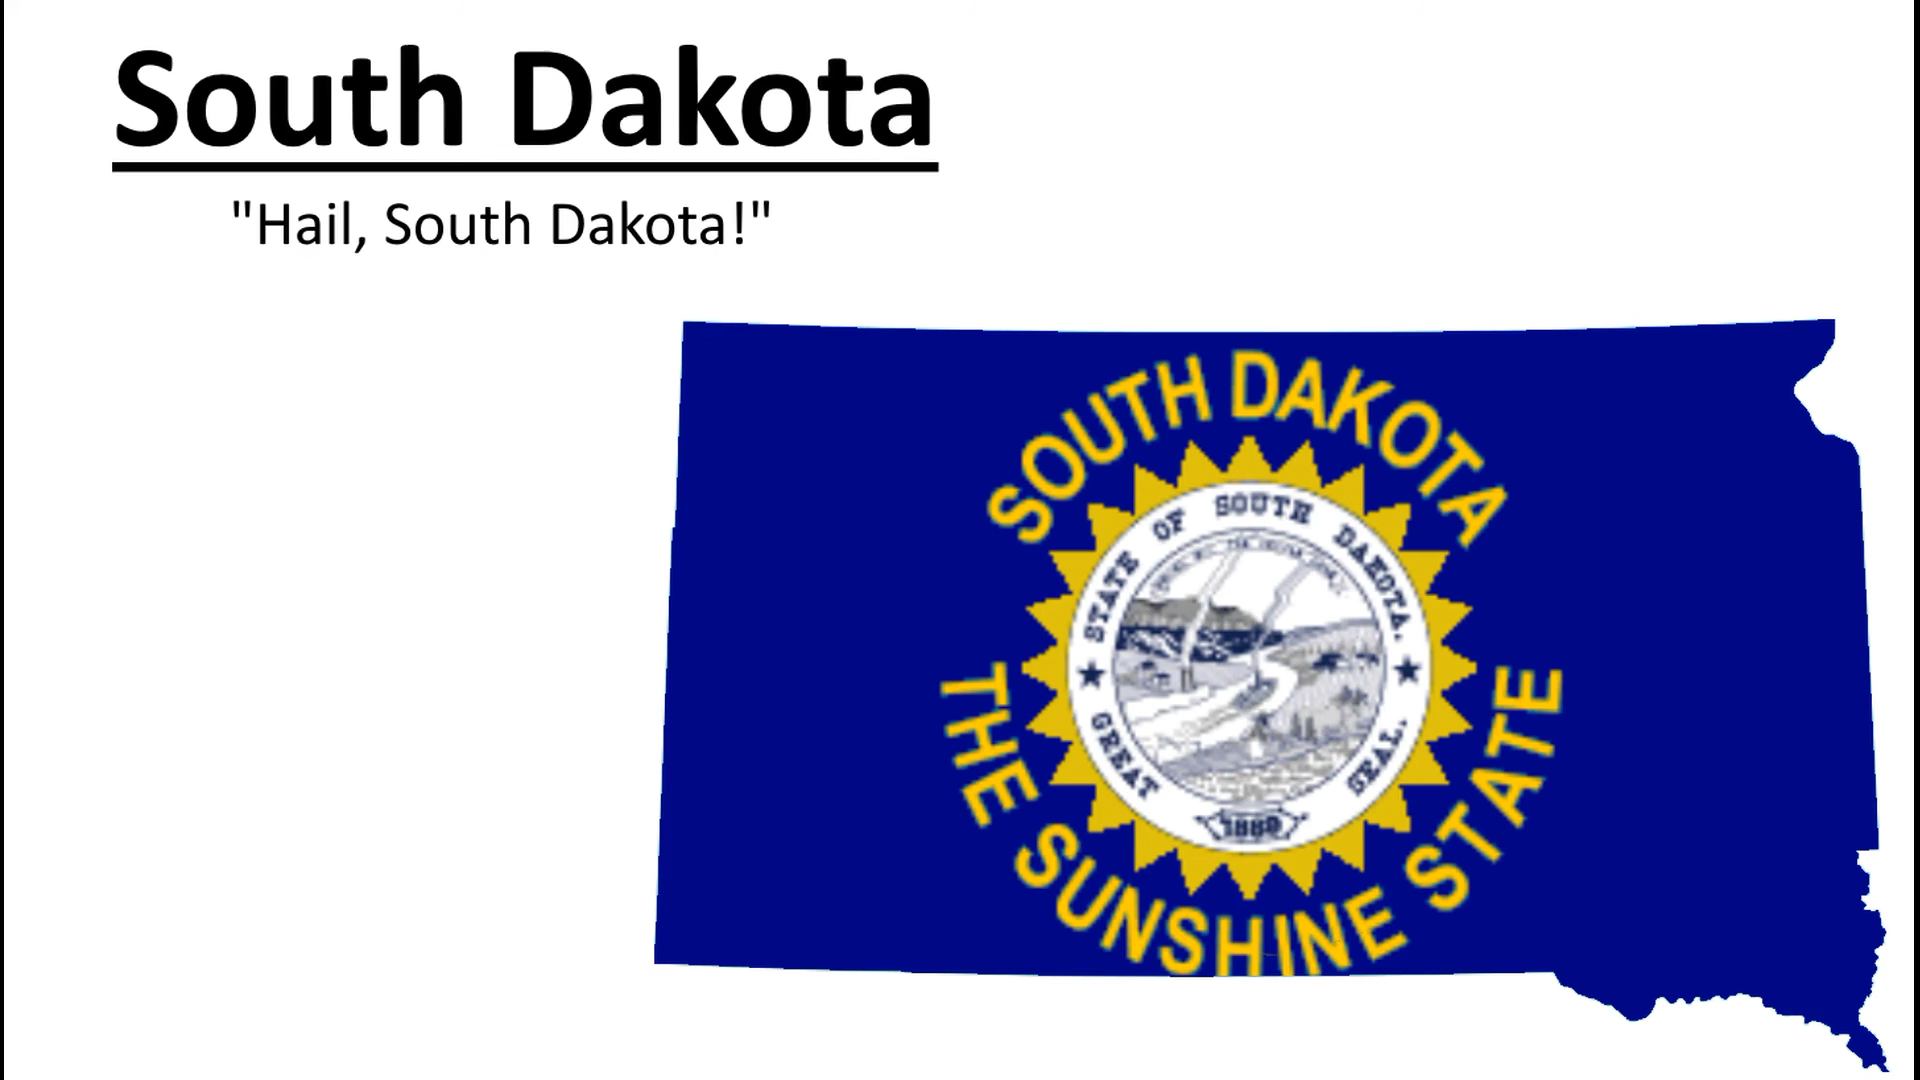 South Dakota
"Hail, South Dakota!"
SOUTH DAKOTA
STATE OF SOUTH DAKOTA.
GREAT SEAL.
1889
THE SUNSHINE STATE